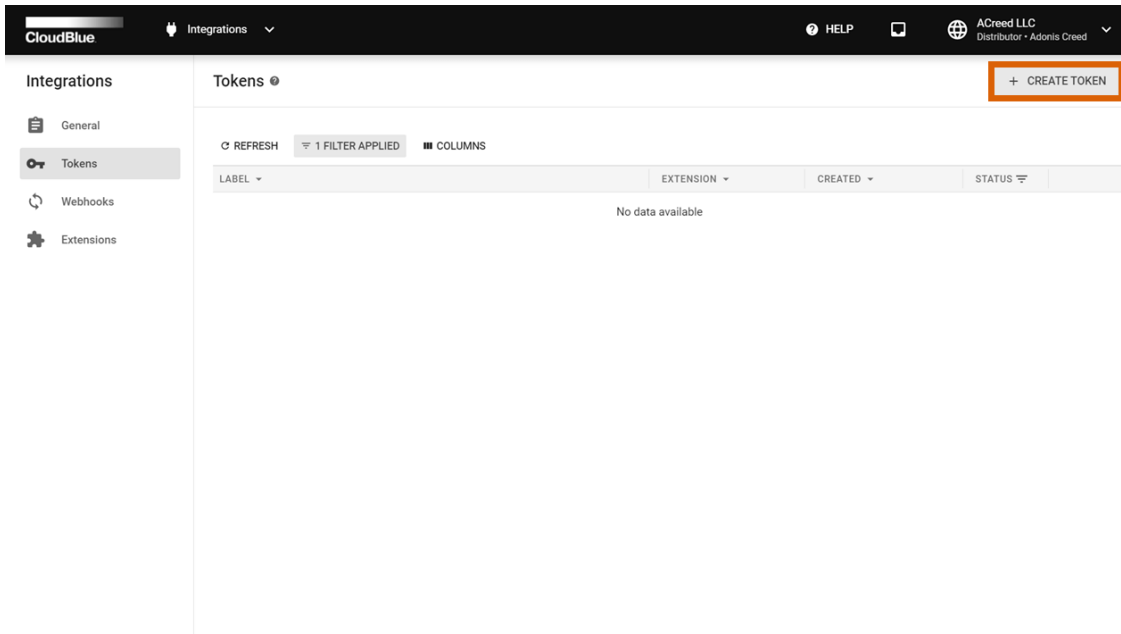 CloudBlue.
Integrations
HELP
ACreed LLC
Distributor • Adonis Creed
Integrations
General
Tokens
Webhooks
Extensions
Tokens
+ CREATE TOKEN
REFRESH
1 FILTER APPLIED
COLUMNS
LABEL
EXTENSION
CREATED
STATUS
No data available